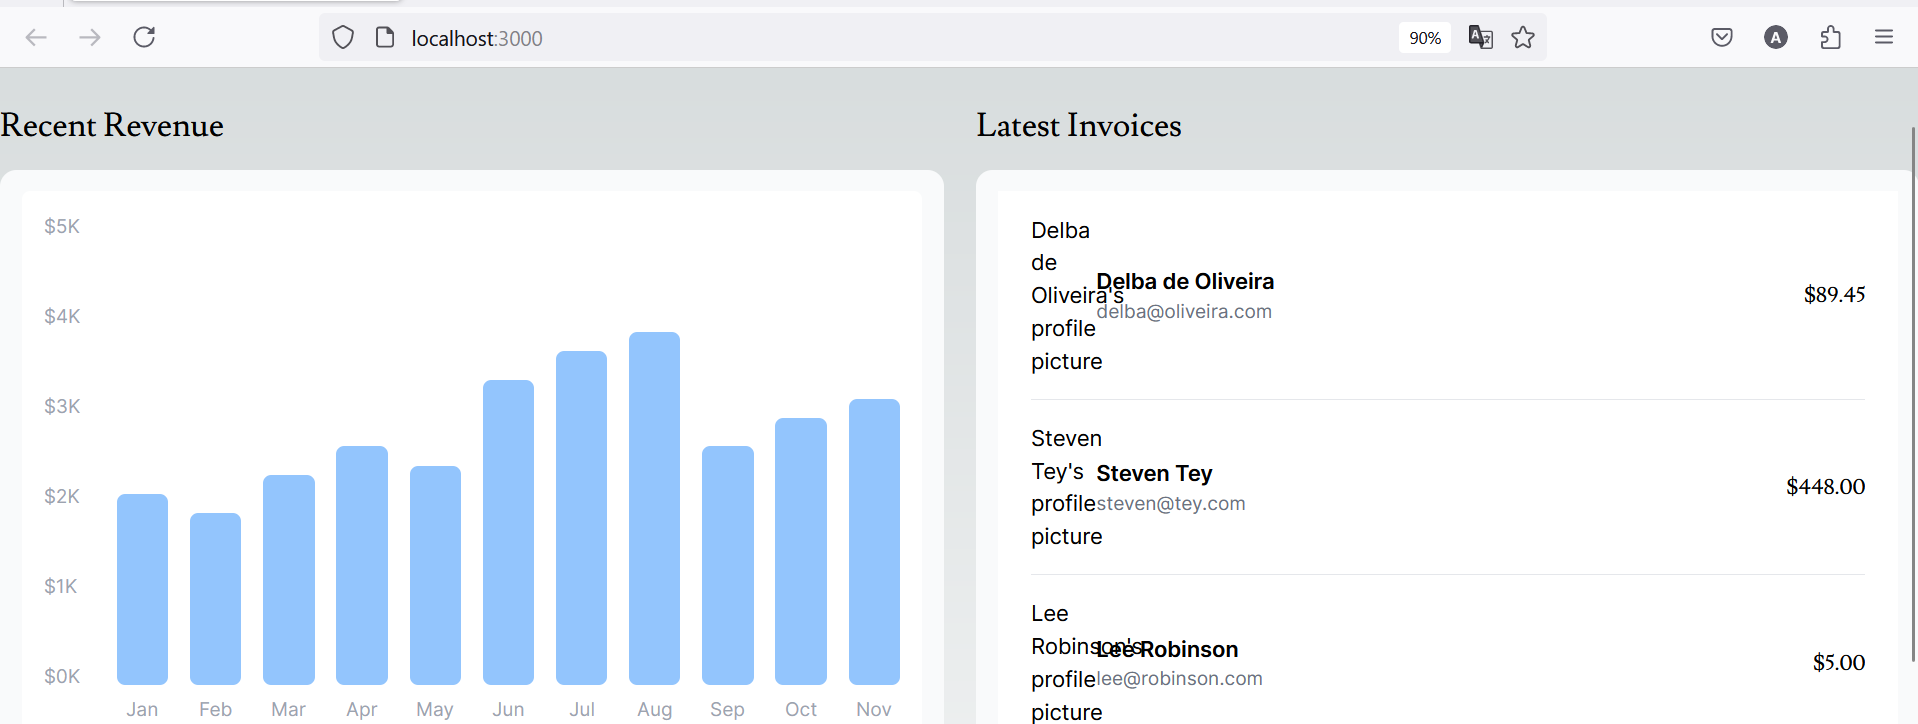 localhost:3000
90%
A
Recent Revenue
Latest Invoices
$5K
$4K
$3K
$2K
$1K
$0K
Jan Feb Mar Apr May Jun Jul Aug Sep Oct Nov
Delba
de
Oliveira's
profile
picture
Delba de Oliveira
delba@oliveira.com
$89.45
Steven
Tey's
profile
picture
Steven Tey
steven@tey.com
$448.00
Lee
Robinson's
profile
picture
Lee Robinson
lee@robinson.com
$5.00